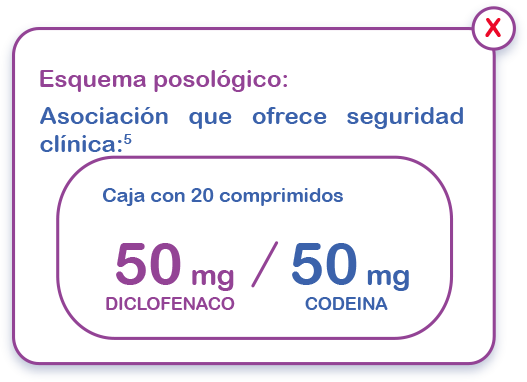 X
Esquema posológico:
Asociación que ofrece seguridad
clínica:5
Caja con 20 comprimidos
50 mg / 50 mg
DICLOFENACO CODEINA